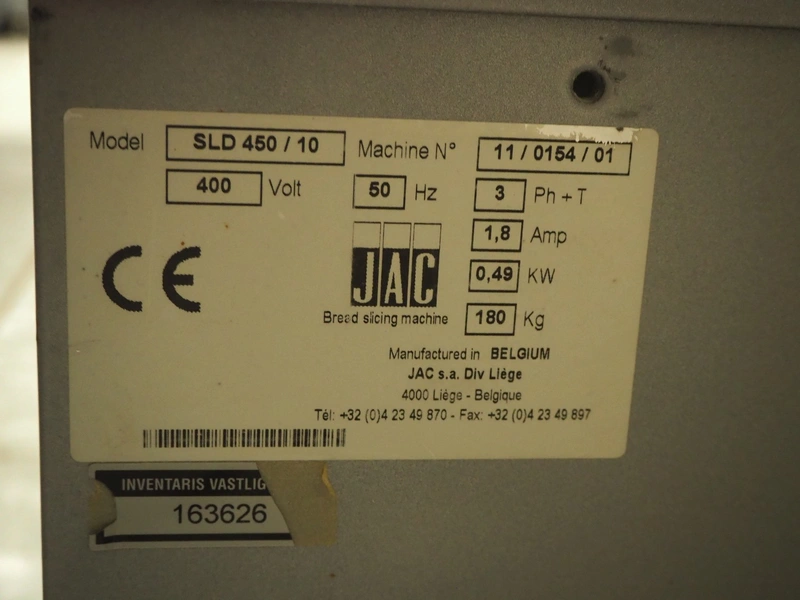 Model SLD 450 / 10 Machine N° 11 / 0154 / 01
400 Volt 50 Hz 3 Ph + T
1,8 Amp
CE
JAC
0,49 KW
Bread slicing machine 180 Kg
Manufactured in BELGIUM
JAC s.a. Div Liège
4000 Liège - Belgique
Tèl: +32 (0)4 23 49 870 - Fax: +32 (0)4 23 49 897
INVENTARIS
163626